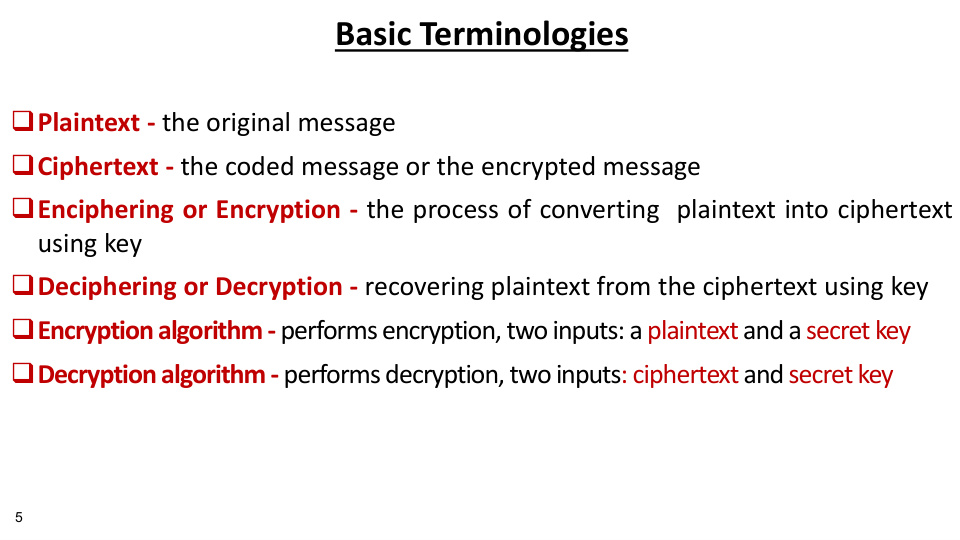 Basic Terminologies
❑Plaintext - the original message
❑Ciphertext - the coded message or the encrypted message
❑Enciphering or Encryption - the process of converting  plaintext into ciphertext
using key
❑Deciphering or Decryption - recovering plaintext from the ciphertext using key
❑Encryption algorithm - performs encryption, two inputs: a plaintext and a secret key
❑Decryption algorithm - performs decryption, two inputs: ciphertext and secret key
5